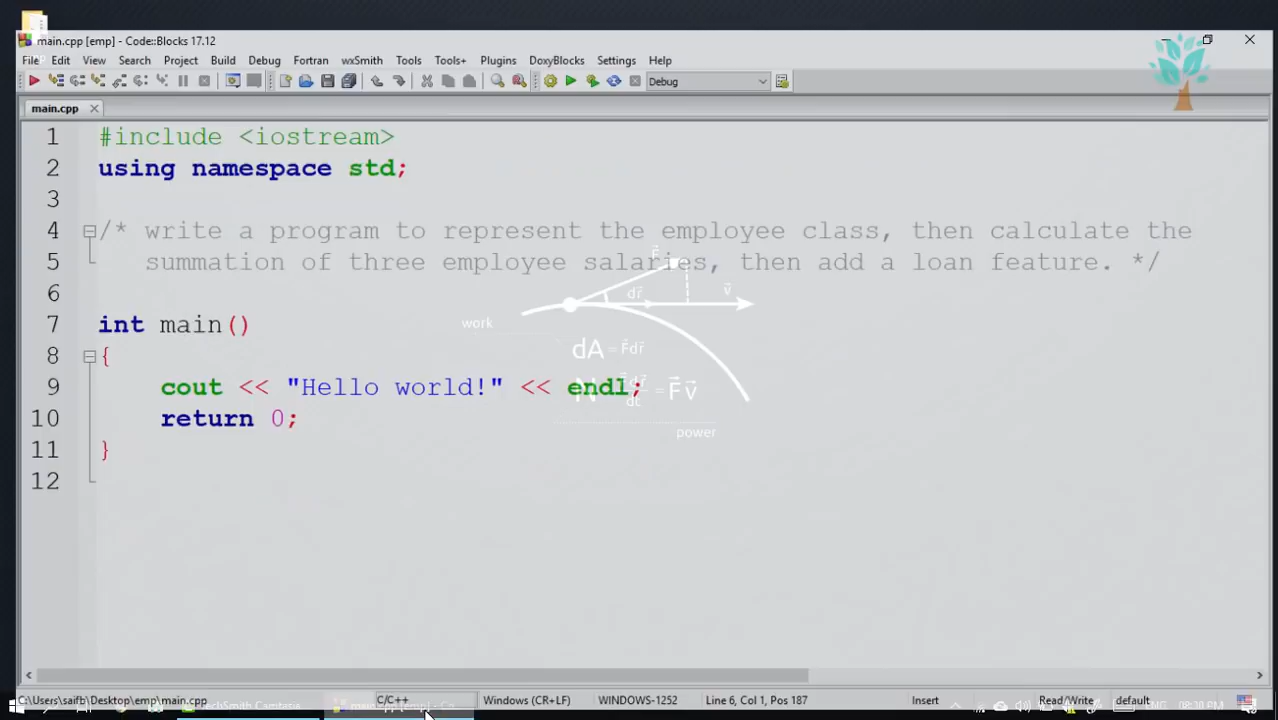 main.cpp [emp] - Code::Blocks 17.12
File Edit View Search Project Build Debug Fortran wxSmith Tools Tools+ Plugins DoxyBlocks Settings Help
Debug
main.cpp
1 #include <iostream>
2 using namespace std;
3
4 /* write a program to represent the employee class, then calculate the
5 summation of three employee salaries, then add a loan feature. */
6
7 int main()
8 {
9 cout << "Hello world!" << endl;
10 return 0;
11 }
12
work
dA = F⃗dr⃗
power
C:\Users\saifb\Desktop\emp\main.cpp C/C++ Windows (CR+LF) WINDOWS-1252 Line 6, Col 1, Pos 187 Insert Read/Write default
08:10 PM